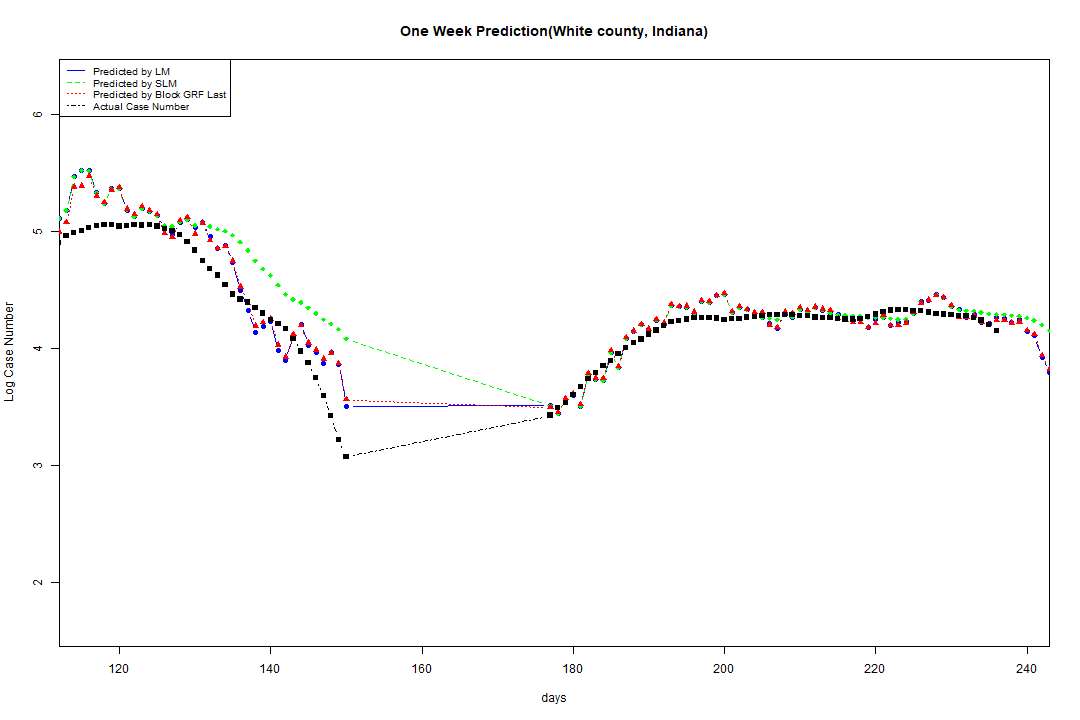 One Week Prediction(White county, Indiana)
Predicted by LM
Predicted by SLM
Predicted by Block GRF Last
Actual Case Number
6
5
4
3
2
Log Case Number
120 140 160 180 200 220 240
days